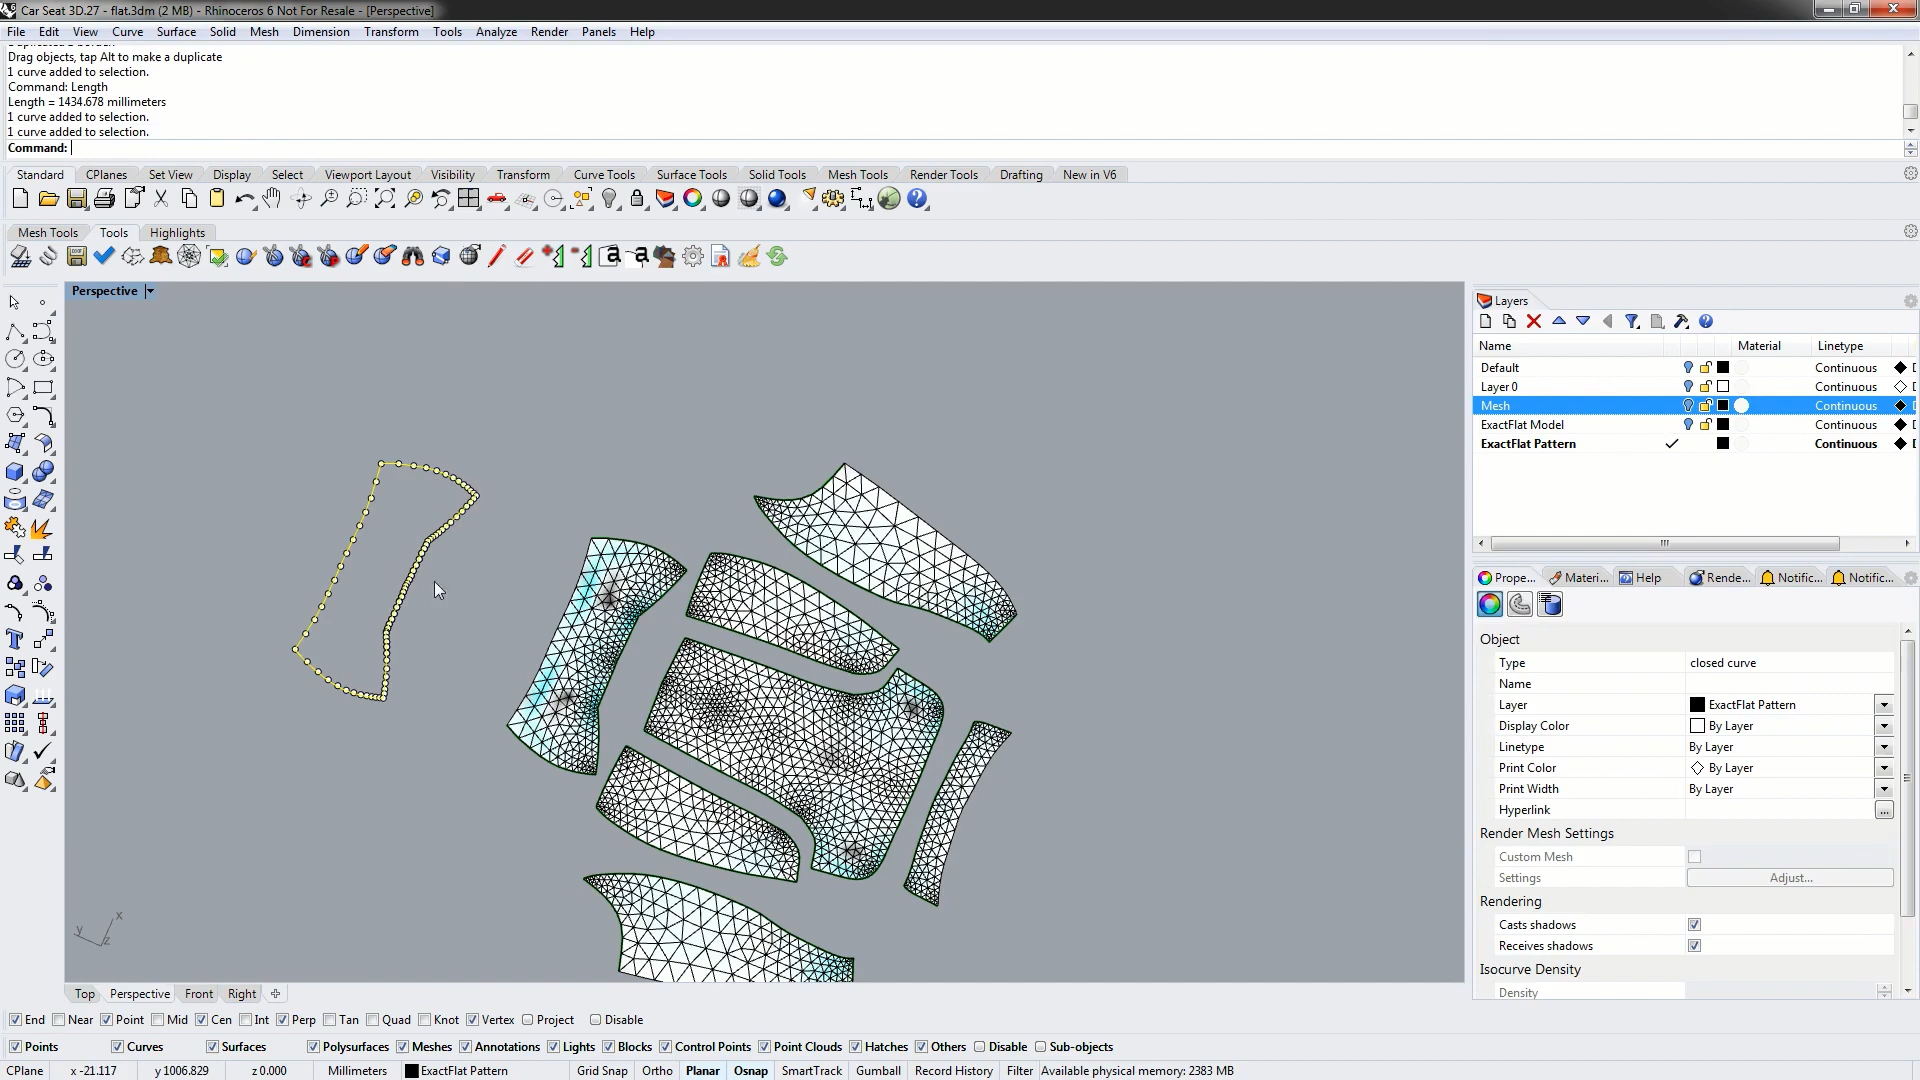 Car Seat 3D.27 - flat.3dm (2 MB) - Rhinoceros 6 Not For Resale - [Perspective]
File Edit View Curve Surface Solid Mesh Dimension Transform Tools Analyze Render Panels Help
Drag objects, tap Alt to make a duplicate
1 curve added to selection.
Command: Length
Length = 1434.678 millimeters
1 curve added to selection.
1 curve added to selection.
Command:
Standard CPlanes Set View Display Select Viewport Layout Visibility Transform Curve Tools Surface Tools Solid Tools Mesh Tools Render Tools Drafting New in V6
Mesh Tools Tools Highlights
Perspective
Layers
Name Material Linetype
Default Continuous
Layer 0 Continuous
Mesh Continuous
ExactFlat Model Continuous
ExactFlat Pattern Continuous
Prope... Materi... Help Rende... Notific... Notific...
Object
Type closed curve
Name
Layer ExactFlat Pattern
Display Color By Layer
Linetype By Layer
Print Color By Layer
Print Width By Layer
Hyperlink ...
Render Mesh Settings
Custom Mesh
Settings Adjust...
Rendering
Casts shadows
Receives shadows
Isocurve Density
Density
y x z
Top Perspective Front Right
End Near Point Mid Cen Int Perp Tan Quad Knot Vertex Project Disable
Points Curves Surfaces Polysurfaces Meshes Annotations Lights Blocks Control Points Point Clouds Hatches Others Disable Sub-objects
CPlane x -21.117 y 1006.829 z 0.000 Millimeters ExactFlat Pattern Grid Snap Ortho Planar Osnap SmartTrack Gumball Record History Filter Available physical memory: 2383 MB